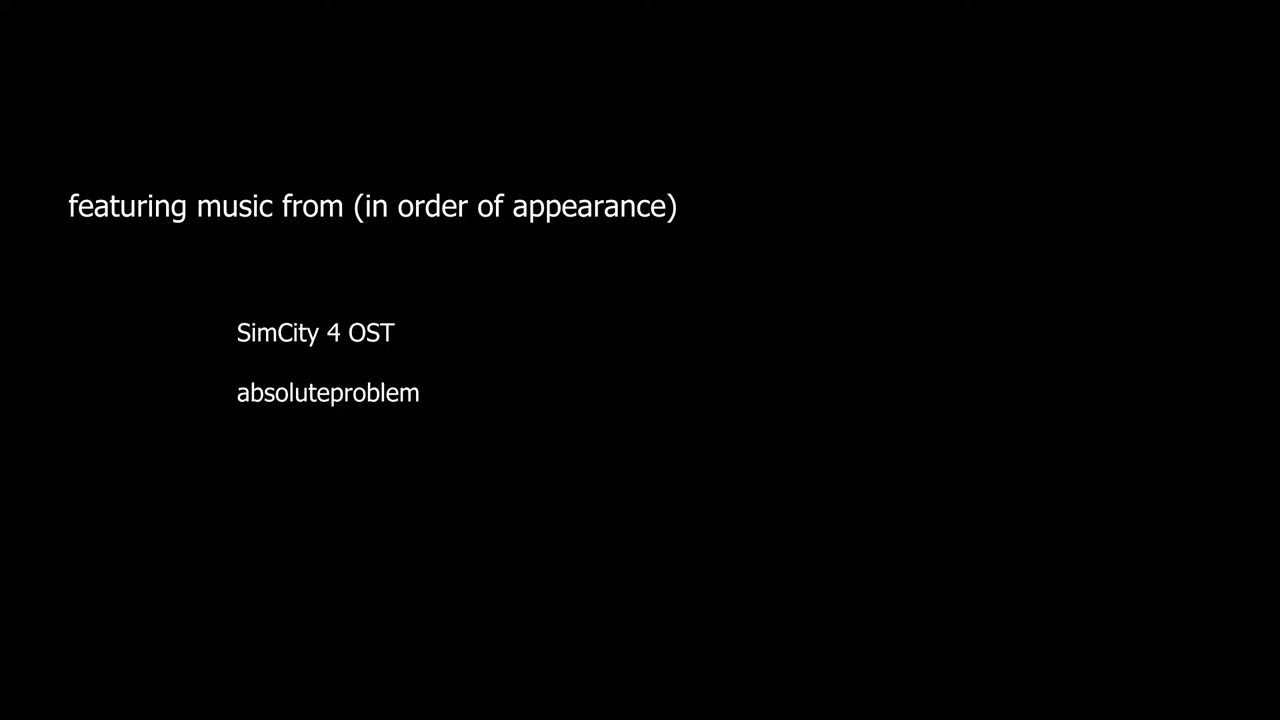 featuring music from (in order of appearance)
SimCity 4 OST
absoluteproblem